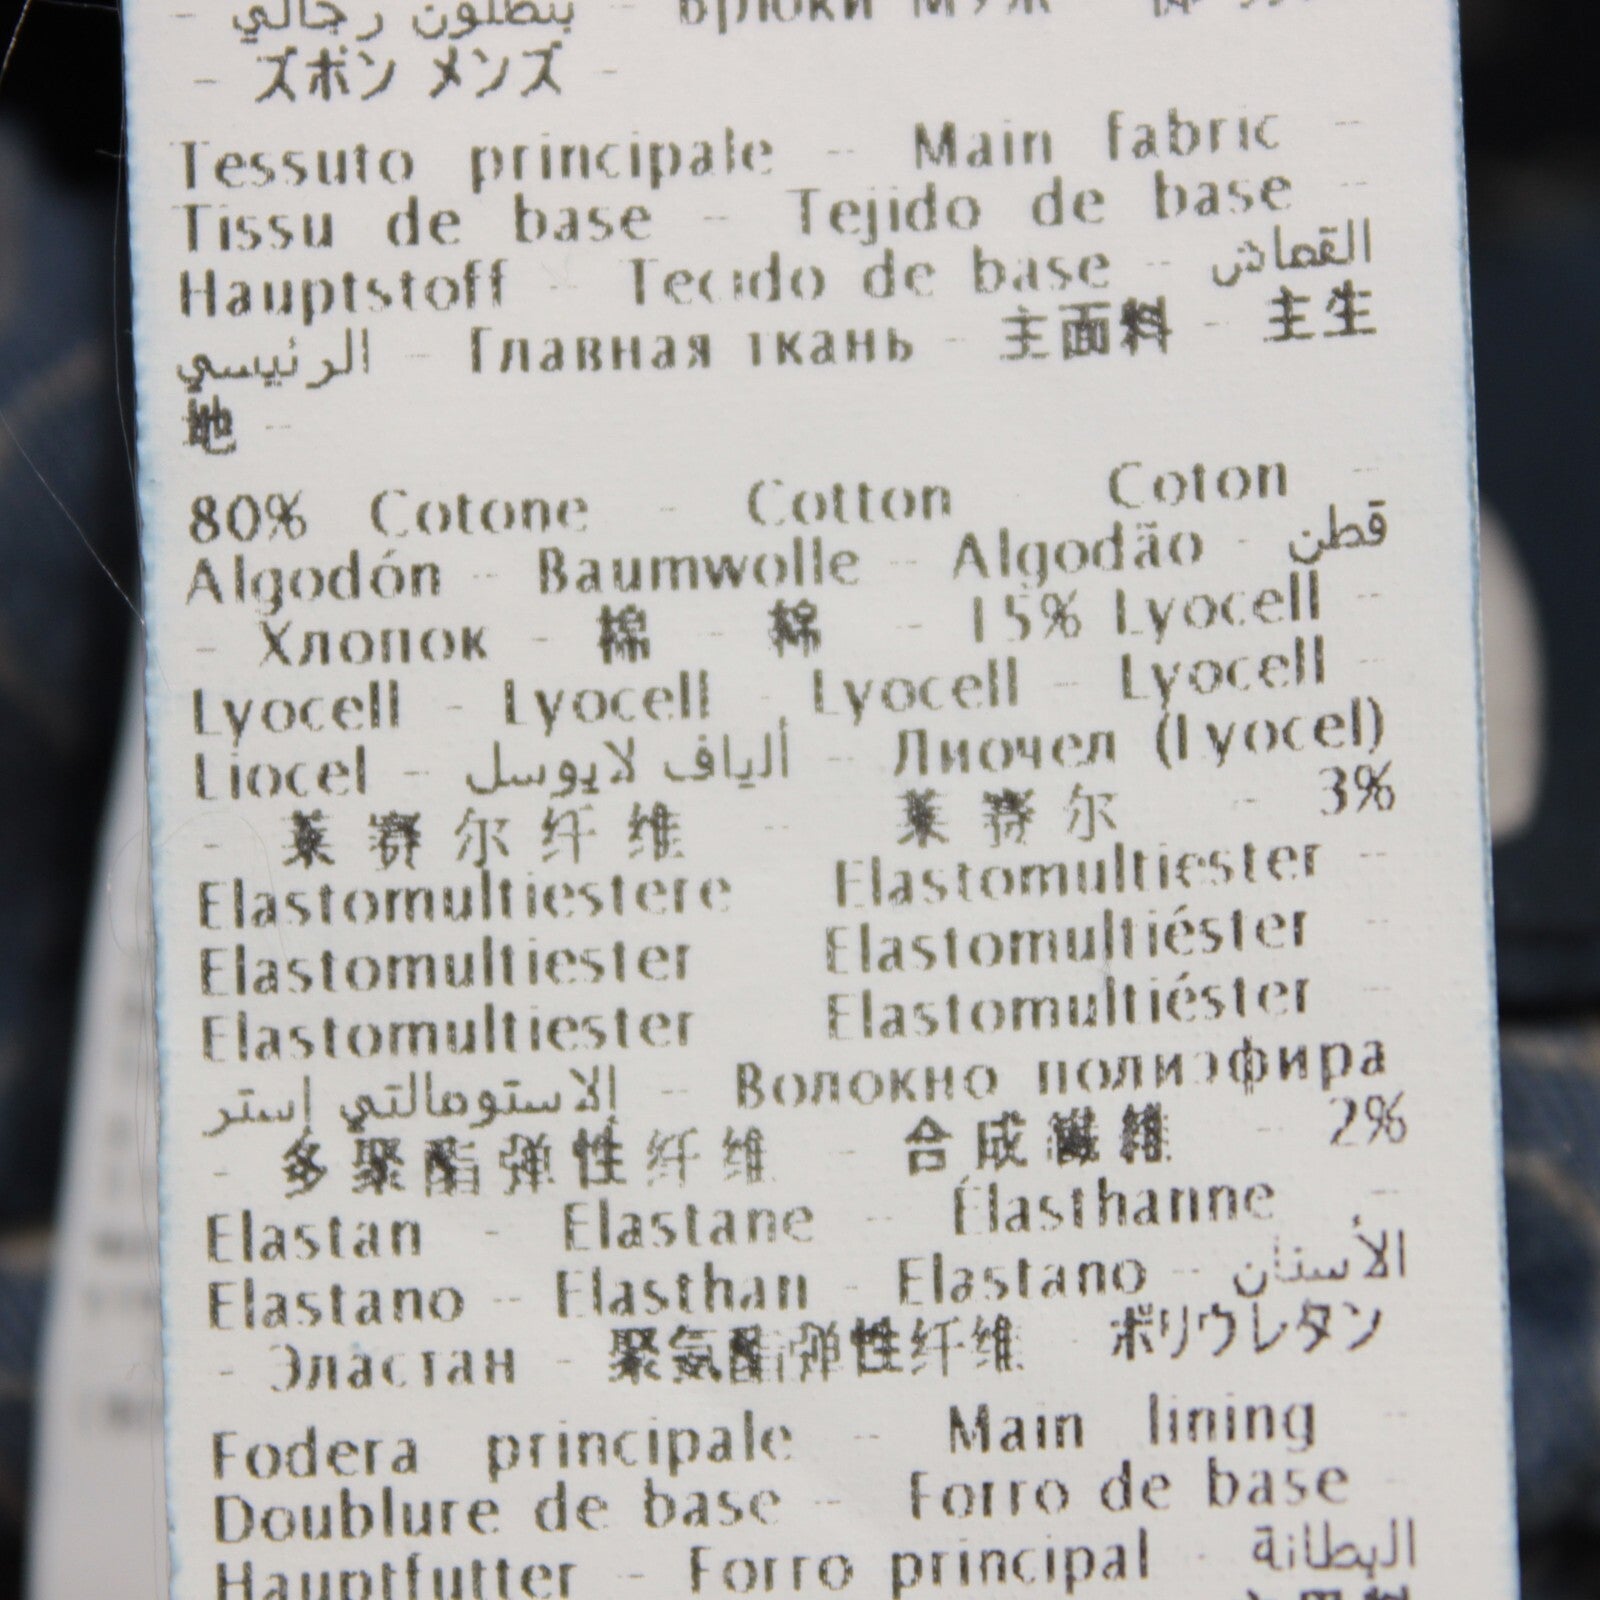 بنطلون رجالي - Брюки муж -
- ズボン メンズ -
Tessuto principale - Main fabric -
Tissu de base - Tejido de base -
Hauptstoff - Tecido de base - القماش
الرئيسي - Главная ткань - 主面料 - 主生
地 -
80% Cotone - Cotton Coton -
Algodón - Baumwolle - Algodão - قطن
- Хлопок - 棉 - 綿 - 15% Lyocell -
Lyocell - Lyocell - Lyocell - Lyocell -
Liocel - ألياف لايوسل - Лиочел (Lyocel)
- 莱赛尔纤维 - 莱赛尔 - 3%
Elastomultiestere Elastomultiester -
Elastomultiester Elastomultiéster -
Elastomultiester Elastomultiéster -
الاستومالتي إستر - Волокно полиэфира
- 多聚酯弹性纤维 - 合成繊維 - 2%
Elastan - Elastane - Élasthanne -
Elastano - Elasthan - Elastano - الأستان
- Эластан - 聚氨酯弹性纤维 ポリウレタン
Fodera principale - Main lining -
Doublure de base - Forro de base -
Hauptfutter - Forro principal - البطانة